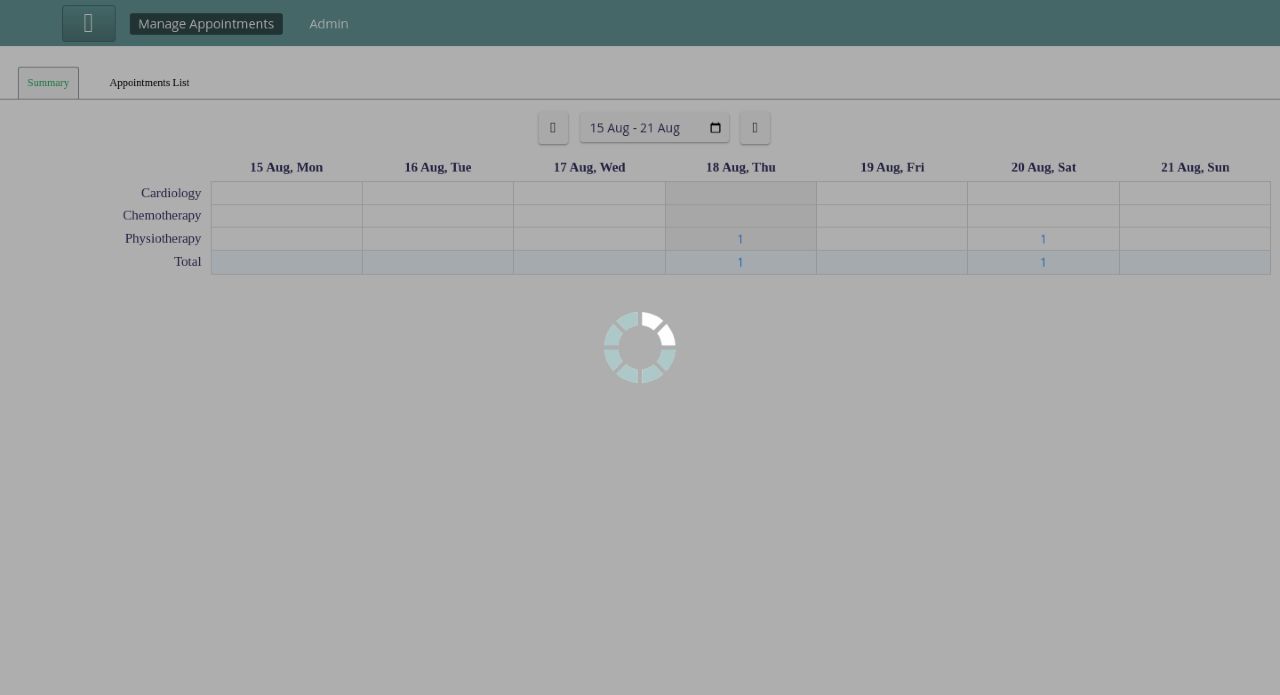 Manage Appointments Admin
Summary Appointments List
15 Aug - 21 Aug
15 Aug, Mon 16 Aug, Tue 17 Aug, Wed 18 Aug, Thu 19 Aug, Fri 20 Aug, Sat 21 Aug, Sun
Cardiology
Chemotherapy
Physiotherapy 1 1
Total 1 1